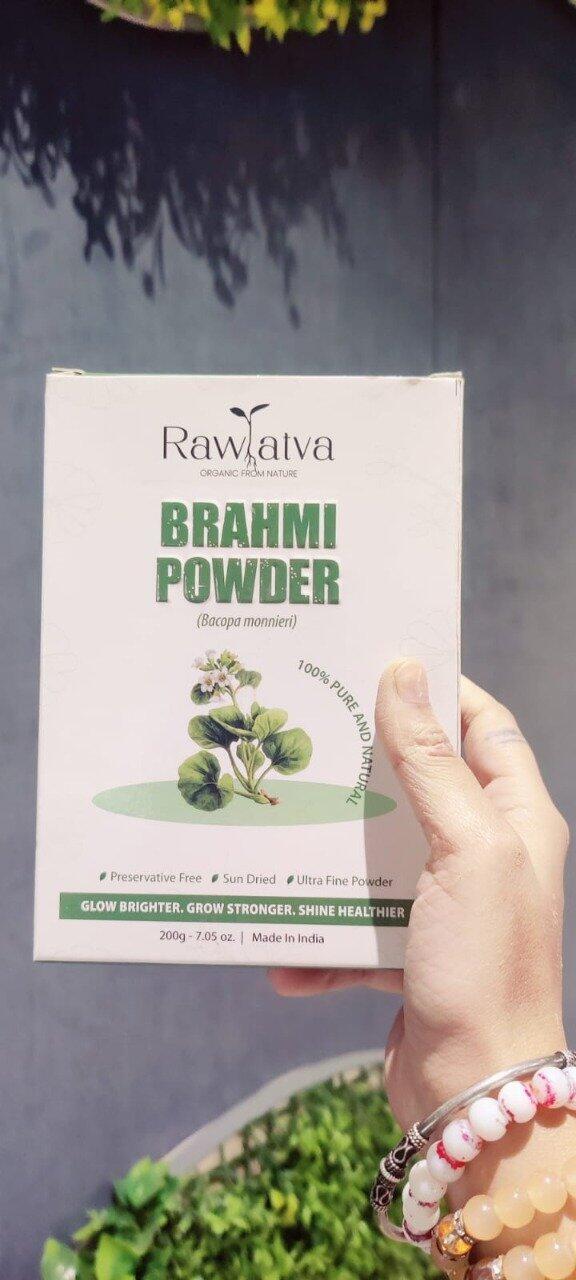 Rawtatva
ORGANIC FROM NATURE
BRAHMI
POWDER
(Bacopa monnieri)
100% PURE AND NATURAL
Preservative Free Sun Dried Ultra Fine Powder
GLOW BRIGHTER. GROW STRONGER. SHINE HEALTHIER
200g - 7.05 oz. | Made In India